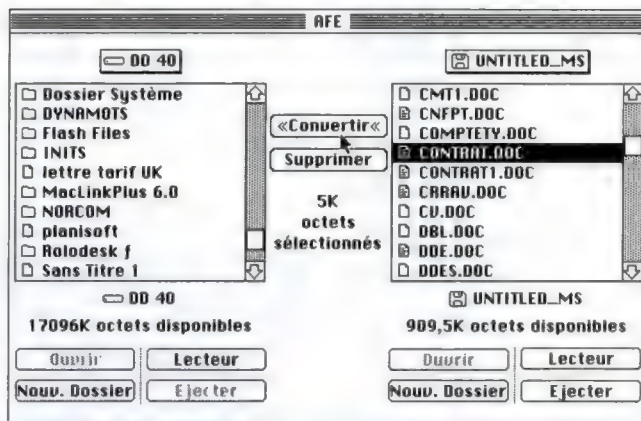 AFE
DD 40
Dossier Système
DYNAMOTS
Flash Files
INITS
lettre tarif UK
MacLinkPlus 6.0
NORCOM
planisoft
Rolodesk f
Sans Titre 1
DD 40
17096K octets disponibles
Ouvrir
Lecteur
Nouv. Dossier
Ejecter
«Convertir«
Supprimer
5K
octets
sélectionnés
UNTITLED_MS
CMT1.DOC
CNFPT.DOC
COMPTETY.DOC
CONTRAT.DOC
CONTRAT1.DOC
CRRAV.DOC
CV.DOC
DBL.DOC
DDE.DOC
DDES.DOC
UNTITLED_MS
909,5K octets disponibles
Ouvrir
Lecteur
Nouv. Dossier
Ejecter